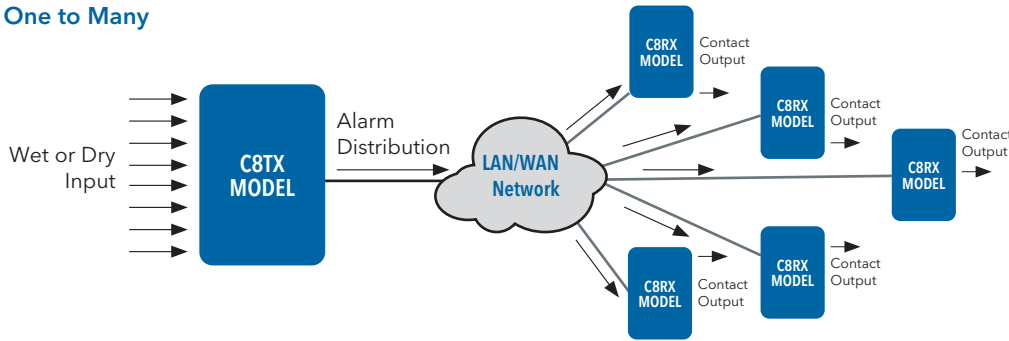 One to Many
Wet or Dry
Input
C8TX
MODEL
Alarm
Distribution
LAN/WAN
Network
C8RX
MODEL
Contact
Output
C8RX
MODEL
Contact
Output
C8RX
MODEL
Contact
Output
C8RX
MODEL
Contact
Output
C8RX
MODEL
Contact
Output